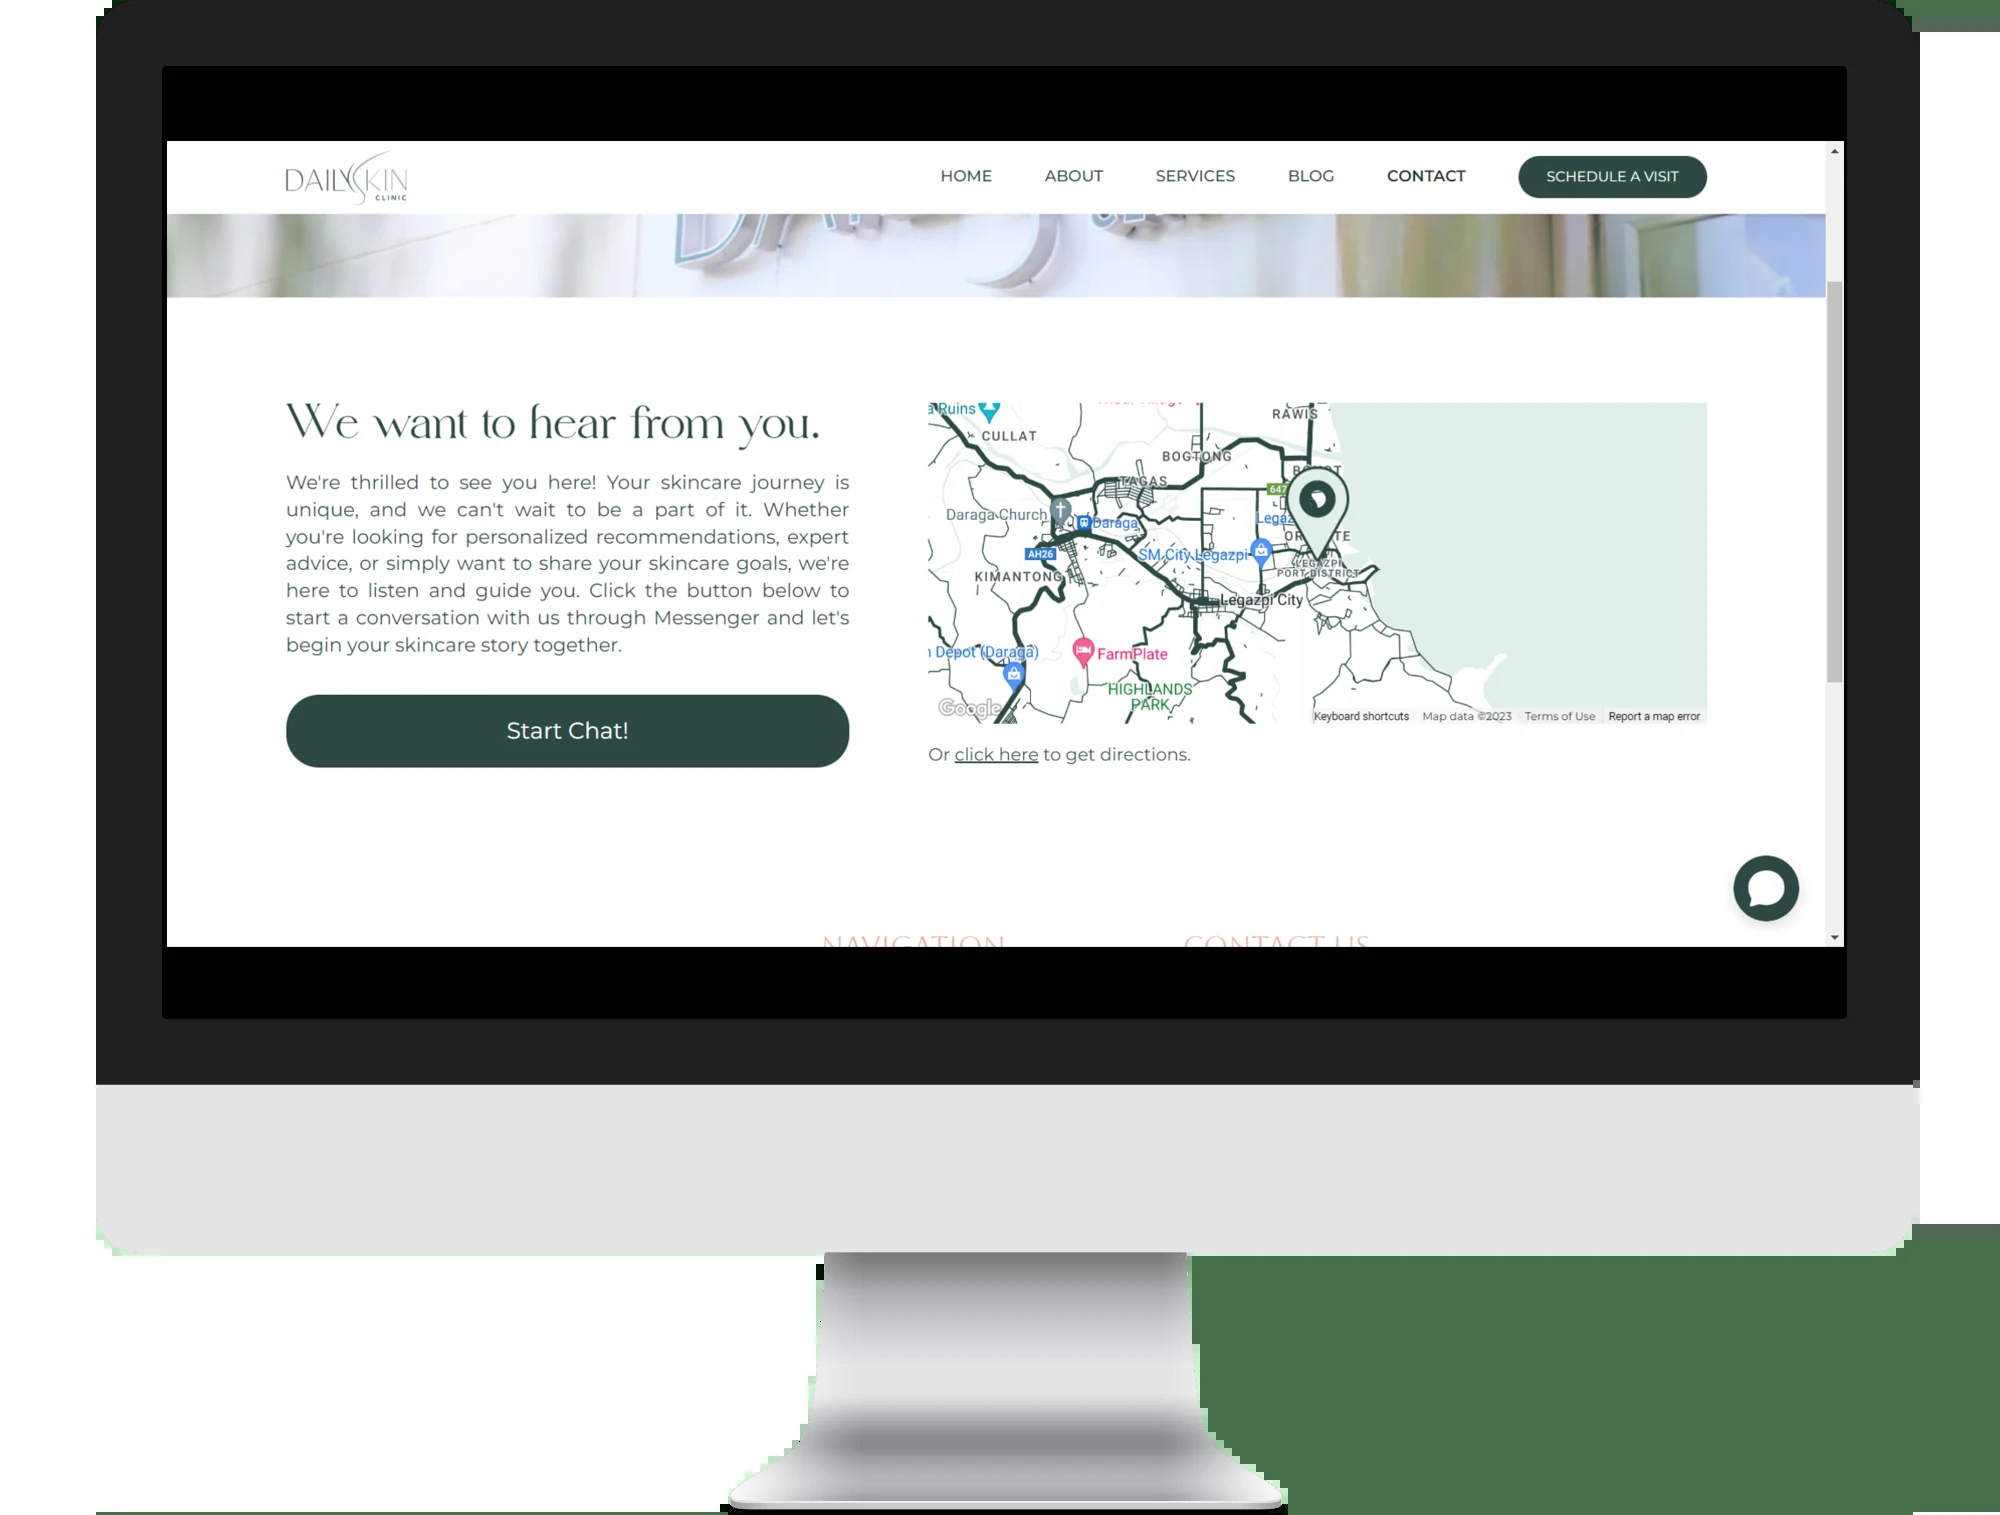 DAILYSKIN
CLINIC
HOME ABOUT SERVICES BLOG CONTACT SCHEDULE A VISIT
We want to hear from you.
We're thrilled to see you here! Your skincare journey is
unique, and we can't wait to be a part of it. Whether
you're looking for personalized recommendations, expert
advice, or simply want to share your skincare goals, we're
here to listen and guide you. Click the button below to
start a conversation with us through Messenger and let's
begin your skincare story together.
Start Chat!
Ruins
CULLAT
RAWIS
BOGTONG
TAGAS
647
Daraga Church
Daraga
Legaz
AH26
SM City Legazpi
KIMANTONG
LEGAZPI
PORT DISTRICT
Legazpi City
Depot (Daraga)
FarmPlate
HIGHLANDS
PARK
Google
Keyboard shortcuts Map data ©2023 Terms of Use Report a map error
Or click here to get directions.
NAVIGATION CONTACT US